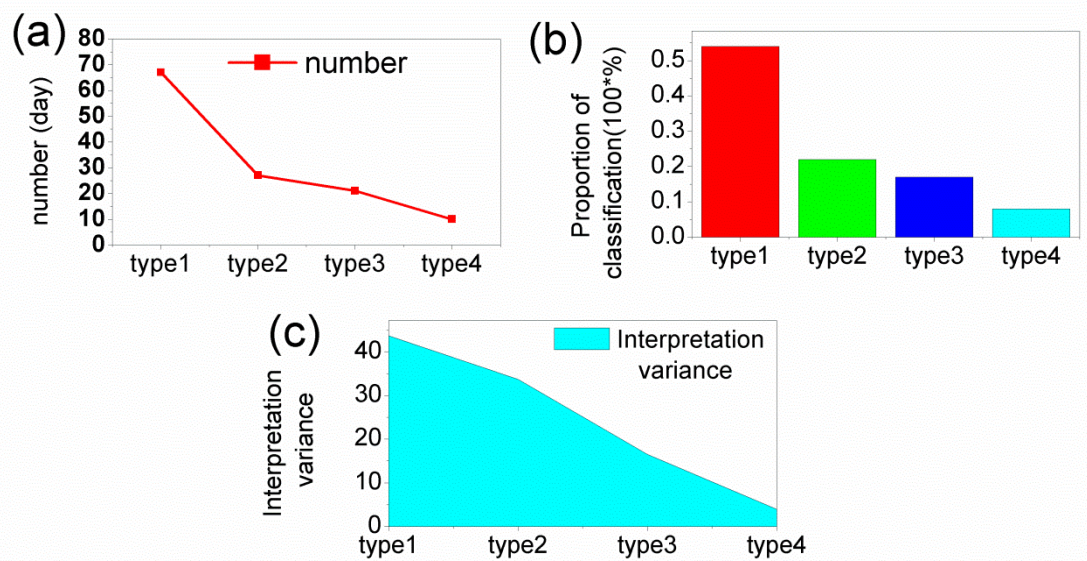 (a)
number (day)
80
70
60
50
40
30
20
10
0
number
type1 type2 type3 type4
(b)
Proportion of
classification(100*%)
0.5
0.4
0.3
0.2
0.1
0.0
type1 type2 type3 type4
(c)
Interpretation
variance
40
30
20
10
0
Interpretation
variance
type1 type2 type3 type4